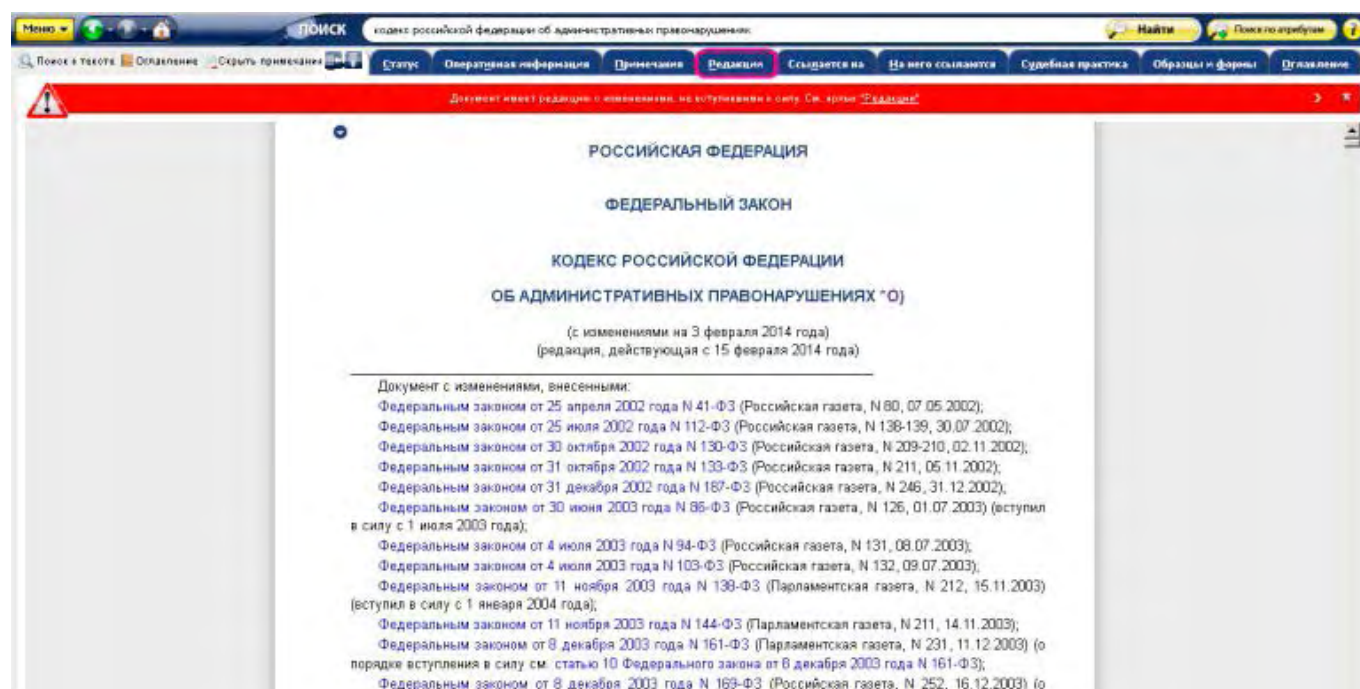 Меню
ПОИСК
кодекс российской федерации об административных правонарушениях
Найти
Поиск по атрибутам
?
Поиск в тексте Оглавление Скрыть примечания
Статус Оперативная информация Примечания Редакции Ссылается на На него ссылаются Судебная практика Образцы и формы Оглавление
Документ имеет редакции с изменениями, не вступившими в силу. См. ярлык "Редакции"
РОССИЙСКАЯ ФЕДЕРАЦИЯ
ФЕДЕРАЛЬНЫЙ ЗАКОН
КОДЕКС РОССИЙСКОЙ ФЕДЕРАЦИИ
ОБ АДМИНИСТРАТИВНЫХ ПРАВОНАРУШЕНИЯХ *О)
(с изменениями на 3 февраля 2014 года)
(редакция, действующая с 15 февраля 2014 года)
Документ с изменениями, внесенными:
Федеральным законом от 25 апреля 2002 года N 41-ФЗ (Российская газета, N 80, 07.05.2002);
Федеральным законом от 25 июля 2002 года N 112-ФЗ (Российская газета, N 138-139, 30.07.2002);
Федеральным законом от 30 октября 2002 года N 130-ФЗ (Российская газета, N 209-210, 02.11.2002);
Федеральным законом от 31 октября 2002 года N 133-ФЗ (Российская газета, N 211, 05.11.2002);
Федеральным законом от 31 декабря 2002 года N 187-ФЗ (Российская газета, N 246, 31.12.2002);
Федеральным законом от 30 июня 2003 года N 86-ФЗ (Российская газета, N 126, 01.07.2003) (вступил
в силу с 1 июля 2003 года);
Федеральным законом от 4 июля 2003 года N 94-ФЗ (Российская газета, N 131, 08.07.2003);
Федеральным законом от 4 июля 2003 года N 103-ФЗ (Российская газета, N 132, 09.07.2003);
Федеральным законом от 11 ноября 2003 года N 138-ФЗ (Парламентская газета, N 212, 15.11.2003)
(вступил в силу с 1 января 2004 года);
Федеральным законом от 11 ноября 2003 года N 144-ФЗ (Парламентская газета, N 211, 14.11.2003);
Федеральным законом от 8 декабря 2003 года N 161-ФЗ (Парламентская газета, N 231, 11.12.2003) (о
порядке вступления в силу см. статью 10 Федерального закона от 8 декабря 2003 года N 161-ФЗ);
Федеральным законом от 8 декабря 2003 года N 169-ФЗ (Российская газета, N 252, 16.12.2003) (о